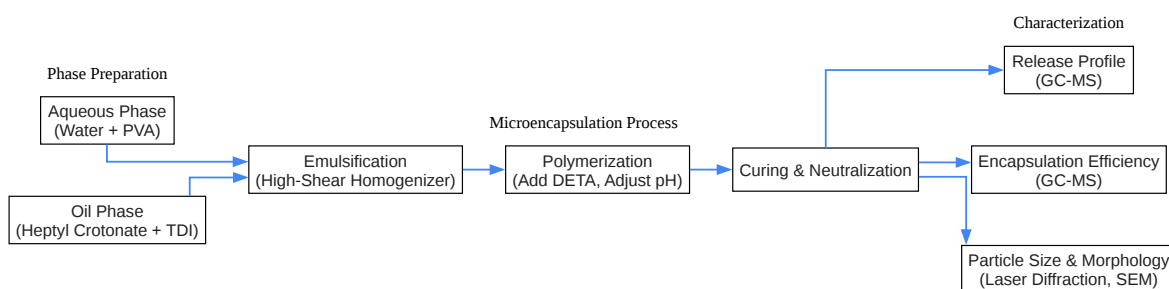 Phase Preparation
Aqueous Phase
(Water + PVA)
Oil Phase
(Heptyl Crotonate + TDI)
Microencapsulation Process
Emulsification
(High-Shear Homogenizer)
Polymerization
(Add DETA, Adjust pH)
Curing & Neutralization
Characterization
Release Profile
(GC-MS)
Encapsulation Efficiency
(GC-MS)
Particle Size & Morphology
(Laser Diffraction, SEM)